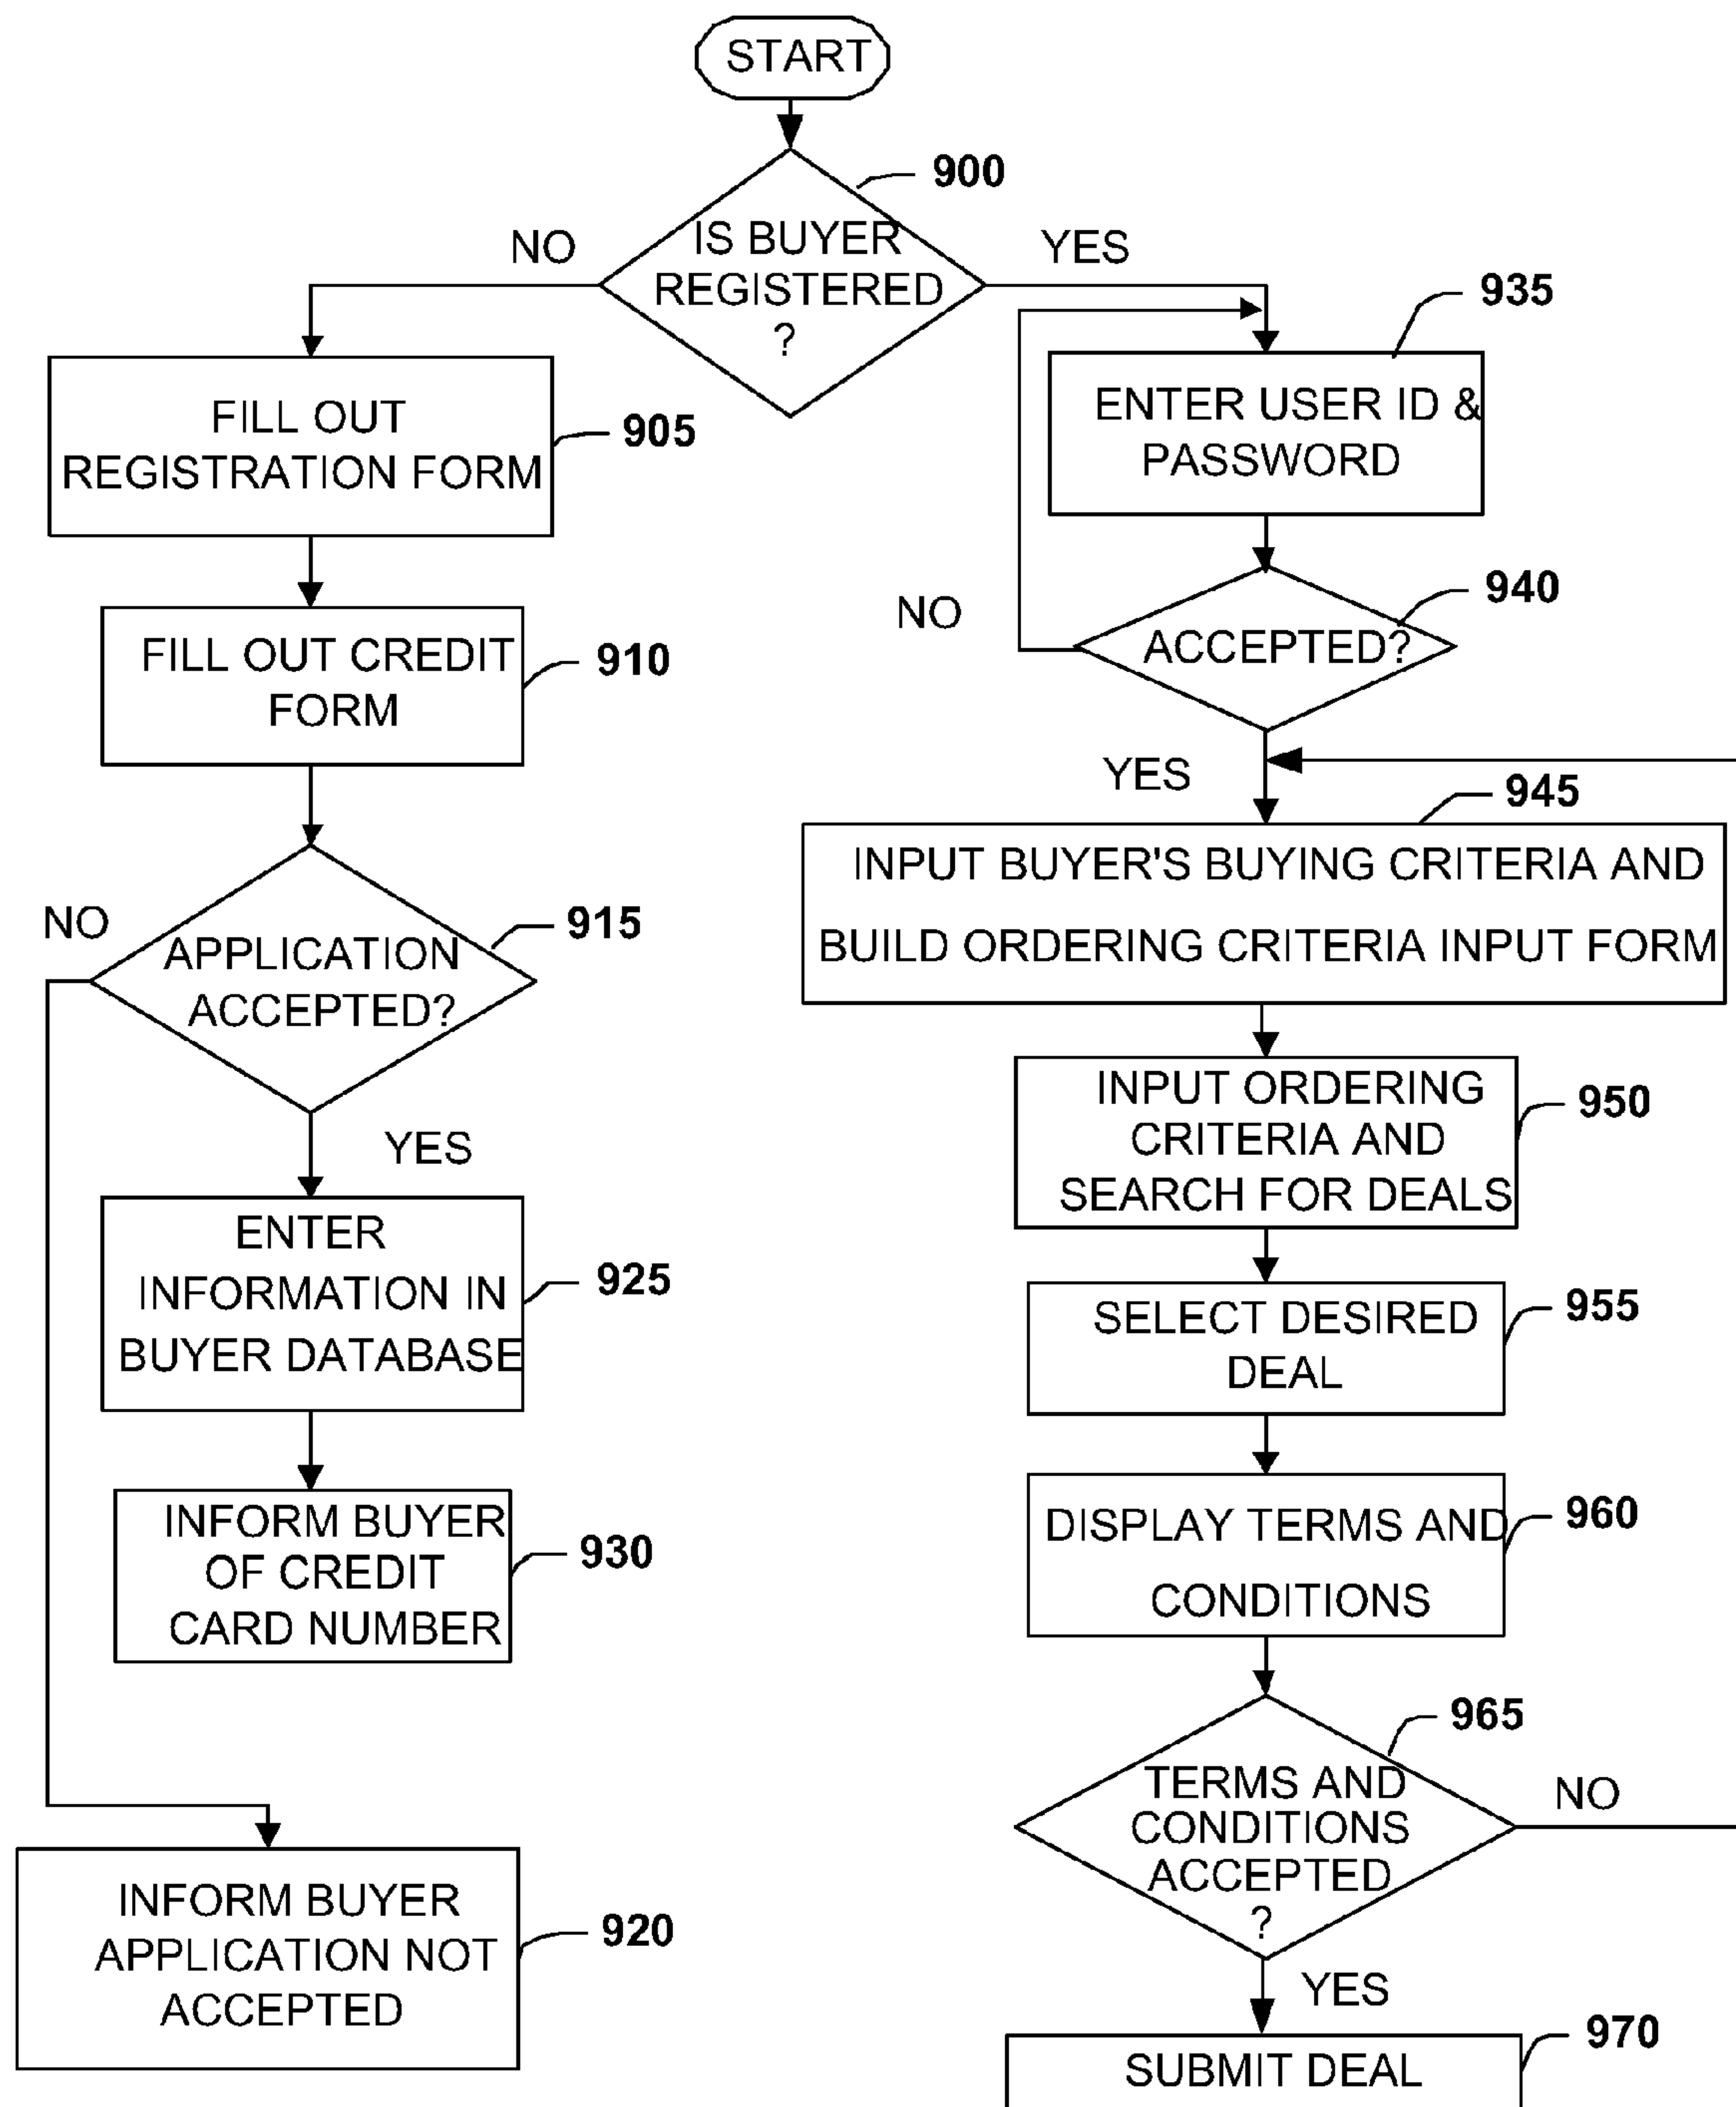 START
900
IS BUYER
REGISTERED
?
NO
YES
FILL OUT
REGISTRATION FORM
905
FILL OUT CREDIT
FORM
910
APPLICATION
ACCEPTED?
915
NO
YES
ENTER
INFORMATION IN
BUYER DATABASE
925
INFORM BUYER
OF CREDIT
CARD NUMBER
930
INFORM BUYER
APPLICATION NOT
ACCEPTED
920
935
ENTER USER ID &
PASSWORD
940
ACCEPTED?
NO
YES
945
INPUT BUYER'S BUYING CRITERIA AND
BUILD ORDERING CRITERIA INPUT FORM
INPUT ORDERING
CRITERIA AND
SEARCH FOR DEALS
950
SELECT DESIRED
DEAL
955
DISPLAY TERMS AND
CONDITIONS
960
965
TERMS AND
CONDITIONS
ACCEPTED
?
NO
YES
970
SUBMIT DEAL